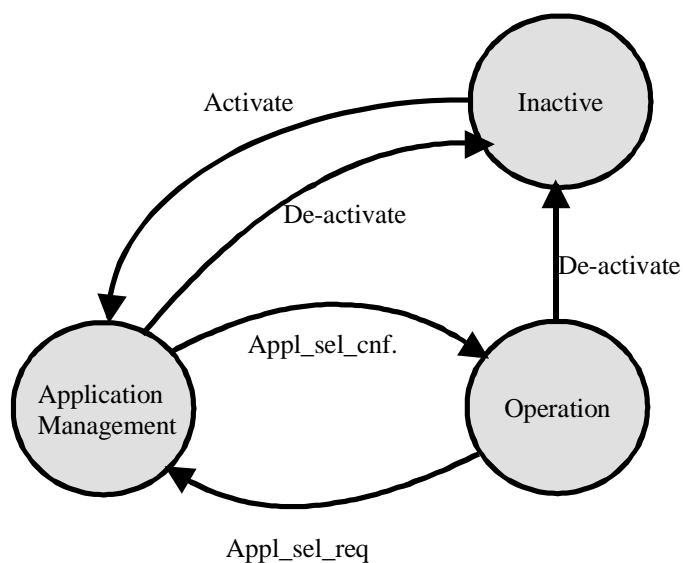 Inactive
Activate
De-activate
De-activate
Appl_sel_cnf.
Application
Management
Operation
Appl_sel_req